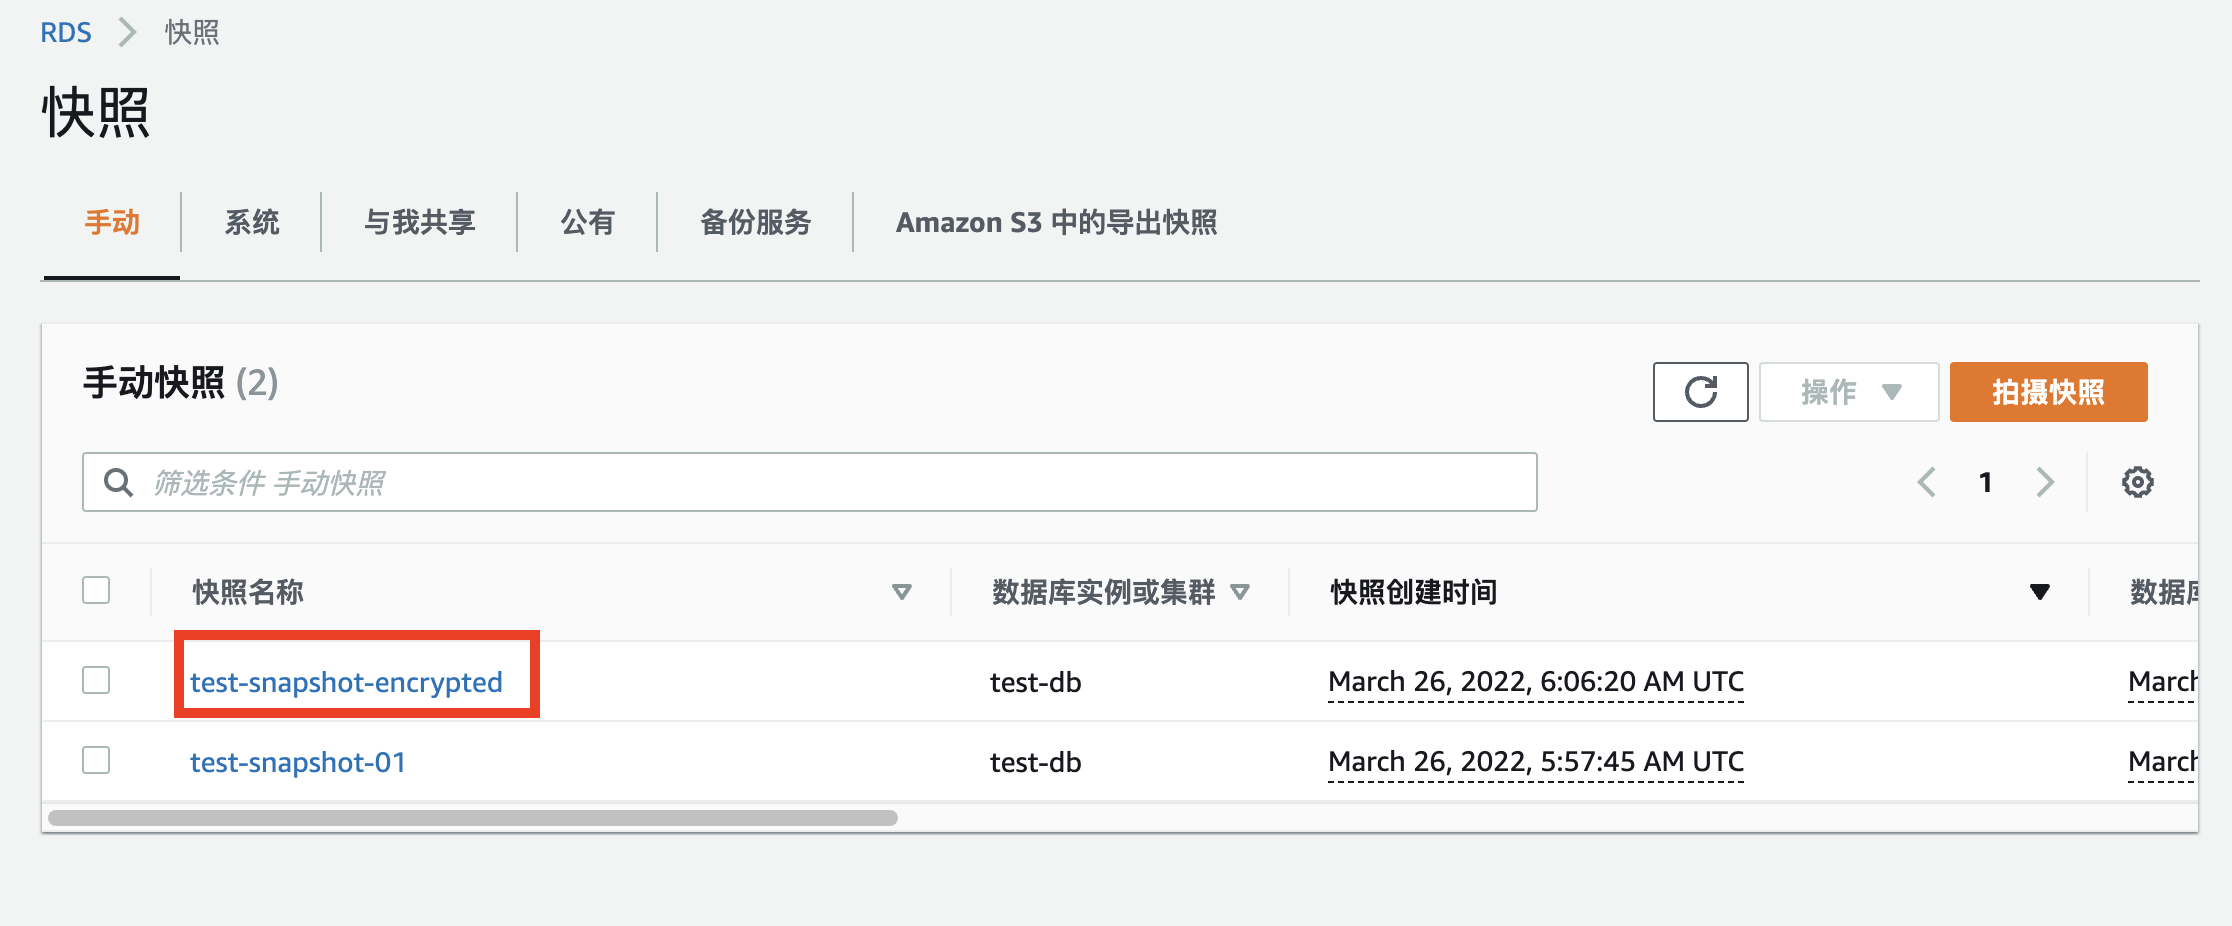 RDS 快照
快照
手动 系统 与我共享 公有 备份服务 Amazon S3 中的导出快照
手动快照 (2)
操作 拍摄快照
筛选条件 手动快照
1
快照名称 数据库实例或集群 快照创建时间 数据库
test-snapshot-encrypted test-db March 26, 2022, 6:06:20 AM UTC March
test-snapshot-01 test-db March 26, 2022, 5:57:45 AM UTC March